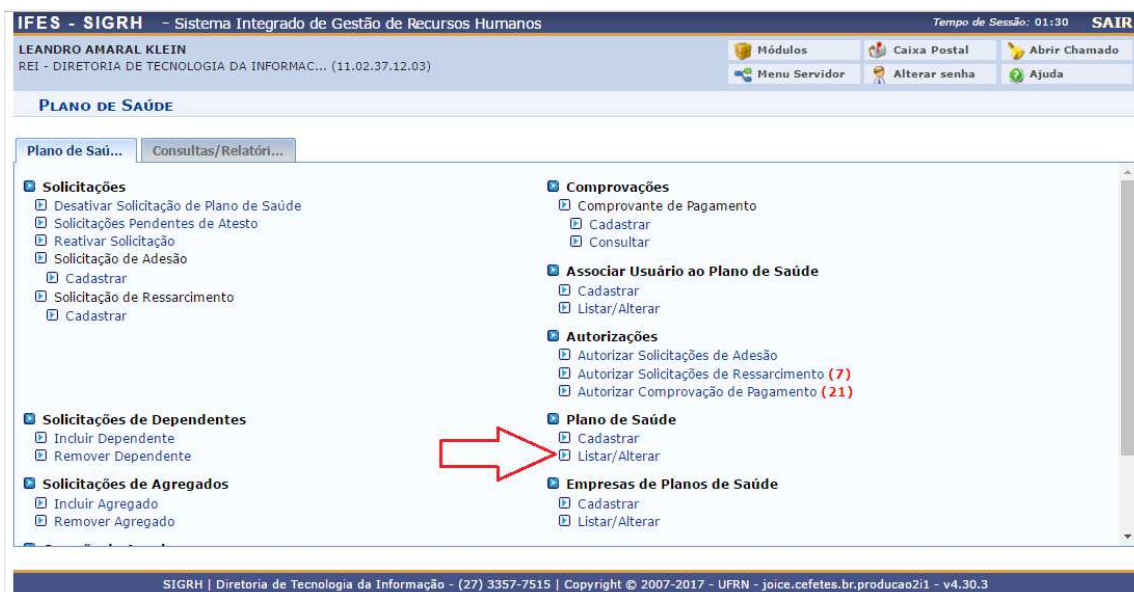 IFES - SIGRH - Sistema Integrado de Gestão de Recursos Humanos
Tempo de Sessão: 01:30 SAIR
LEANDRO AMARAL KLEIN
REI - DIRETORIA DE TECNOLOGIA DA INFORMAC... (11.02.37.12.03)
Módulos Caixa Postal Abrir Chamado
Menu Servidor Alterar senha Ajuda
PLANO DE SAÚDE
Plano de Saú... Consultas/Relatóri...
Solicitações
Desativar Solicitação de Plano de Saúde
Solicitações Pendentes de Atesto
Reativar Solicitação
Solicitação de Adesão
Cadastrar
Solicitação de Ressarcimento
Cadastrar
Comprovações
Comprovante de Pagamento
Cadastrar
Consultar
Associar Usuário ao Plano de Saúde
Cadastrar
Listar/Alterar
Autorizações
Autorizar Solicitações de Adesão
Autorizar Solicitações de Ressarcimento (7)
Autorizar Comprovação de Pagamento (21)
Solicitações de Dependentes
Incluir Dependente
Remover Dependente
Plano de Saúde
Cadastrar
Listar/Alterar
Solicitações de Agregados
Incluir Agregado
Remover Agregado
Empresas de Planos de Saúde
Cadastrar
Listar/Alterar
SIGRH | Diretoria de Tecnologia da Informação - (27) 3357-7515 | Copyright © 2007-2017 - UFRN - joice.cefetes.br.producao2i1 - v4.30.3